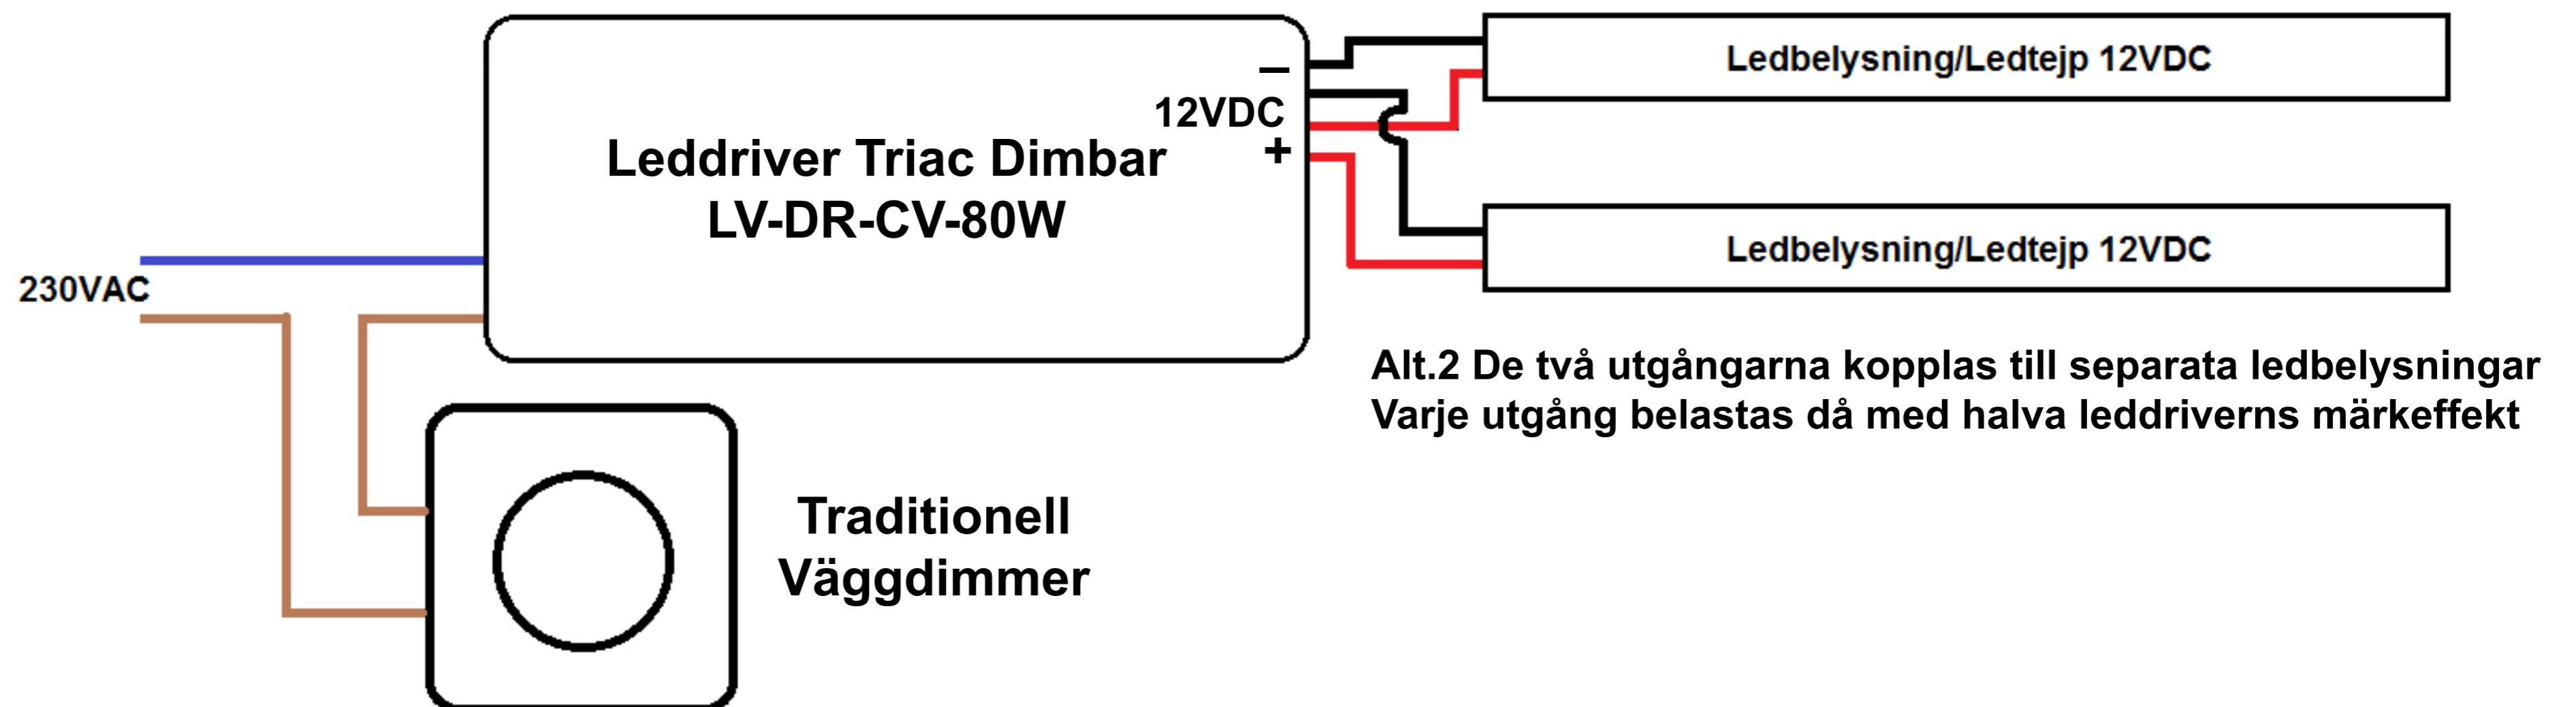 Ledbelysning/Ledtejp 12VDC
–
12VDC
+
Leddriver Triac Dimbar
LV-DR-CV-80W
Ledbelysning/Ledtejp 12VDC
230VAC
Alt.2 De två utgångarna kopplas till separata ledbelysningar
Varje utgång belastas då med halva leddriverns märkeffekt
Traditionell
Väggdimmer